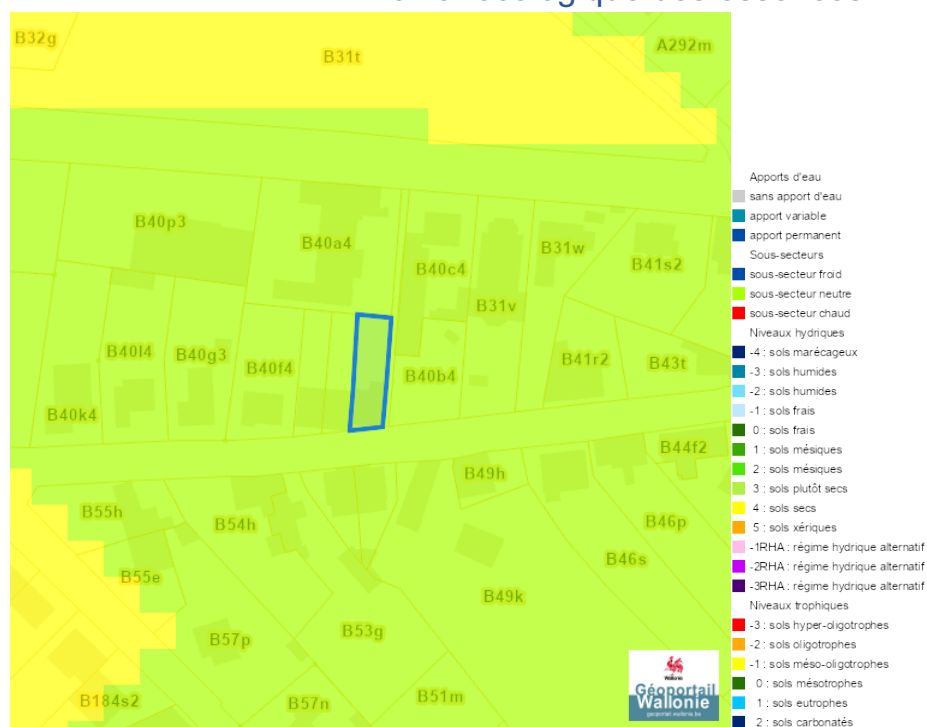 B32g
B31t
A292m
B40p3
B40a4
B40c4
B31w
B41s2
B31v
B40l4
B40g3
B40f4
B40b4
B41r2
B43t
B40k4
B44f2
B49h
B55h
B54h
B46p
B46s
B55e
B49k
B57p
B53g
B184s2
B57n
B51m
Wallonie
Géoportail
Wallonie
geoportail.wallonie.be
Apports d'eau
sans apport d'eau
apport variable
apport permanent
Sous-secteurs
sous-secteur froid
sous-secteur neutre
sous-secteur chaud
Niveaux hydriques
-4 : sols marécageux
-3 : sols humides
-2 : sols humides
-1 : sols frais
0 : sols frais
1 : sols mésiques
2 : sols mésiques
3 : sols plutôt secs
4 : sols secs
5 : sols xériques
-1RHA : régime hydrique alternatif
-2RHA : régime hydrique alternatif
-3RHA : régime hydrique alternatif
Niveaux trophiques
-3 : sols hyper-oligotrophes
-2 : sols oligotrophes
-1 : sols méso-oligotrophes
0 : sols mésotrophes
1 : sols eutrophes
2 : sols carbonatés